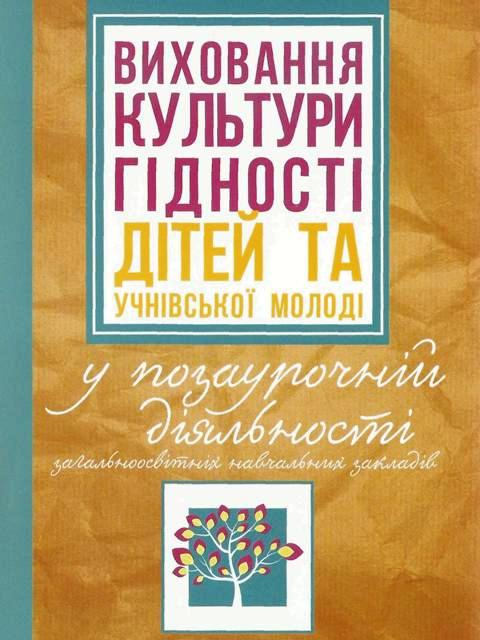 ВИХОВАННЯ
КУЛЬТУРИ
ГІДНОСТІ
ДІТЕЙ ТА
УЧНІВСЬКОЇ МОЛОДІ
у позаурочній
діяльності
загальноосвітніх навчальних закладів